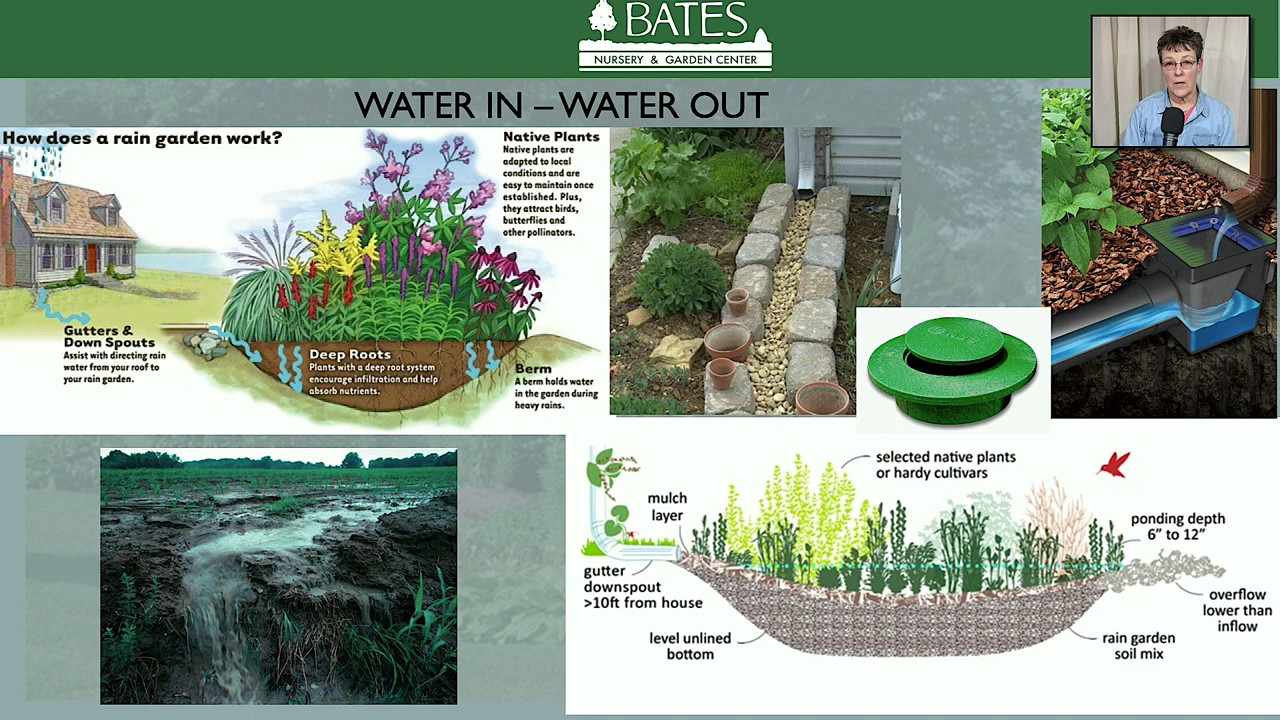 BATES
NURSERY & GARDEN CENTER
WATER IN – WATER OUT
How does a rain garden work?
Native Plants
Native plants are
adapted to local
conditions and are
easy to maintain once
established. Plus,
they attract birds,
butterflies and
other pollinators.
Gutters &
Down Spouts
Assist with directing rain
water from your roof to
your rain garden.
Deep Roots
Plants with a deep root system
encourage infiltration and help
absorb nutrients.
Berm
A berm holds water
in the garden during
heavy rains.
selected native plants
or hardy cultivars
mulch
layer
ponding depth
6” to 12”
gutter
downspout
>10ft from house
overflow
lower than
inflow
level unlined
bottom
rain garden
soil mix